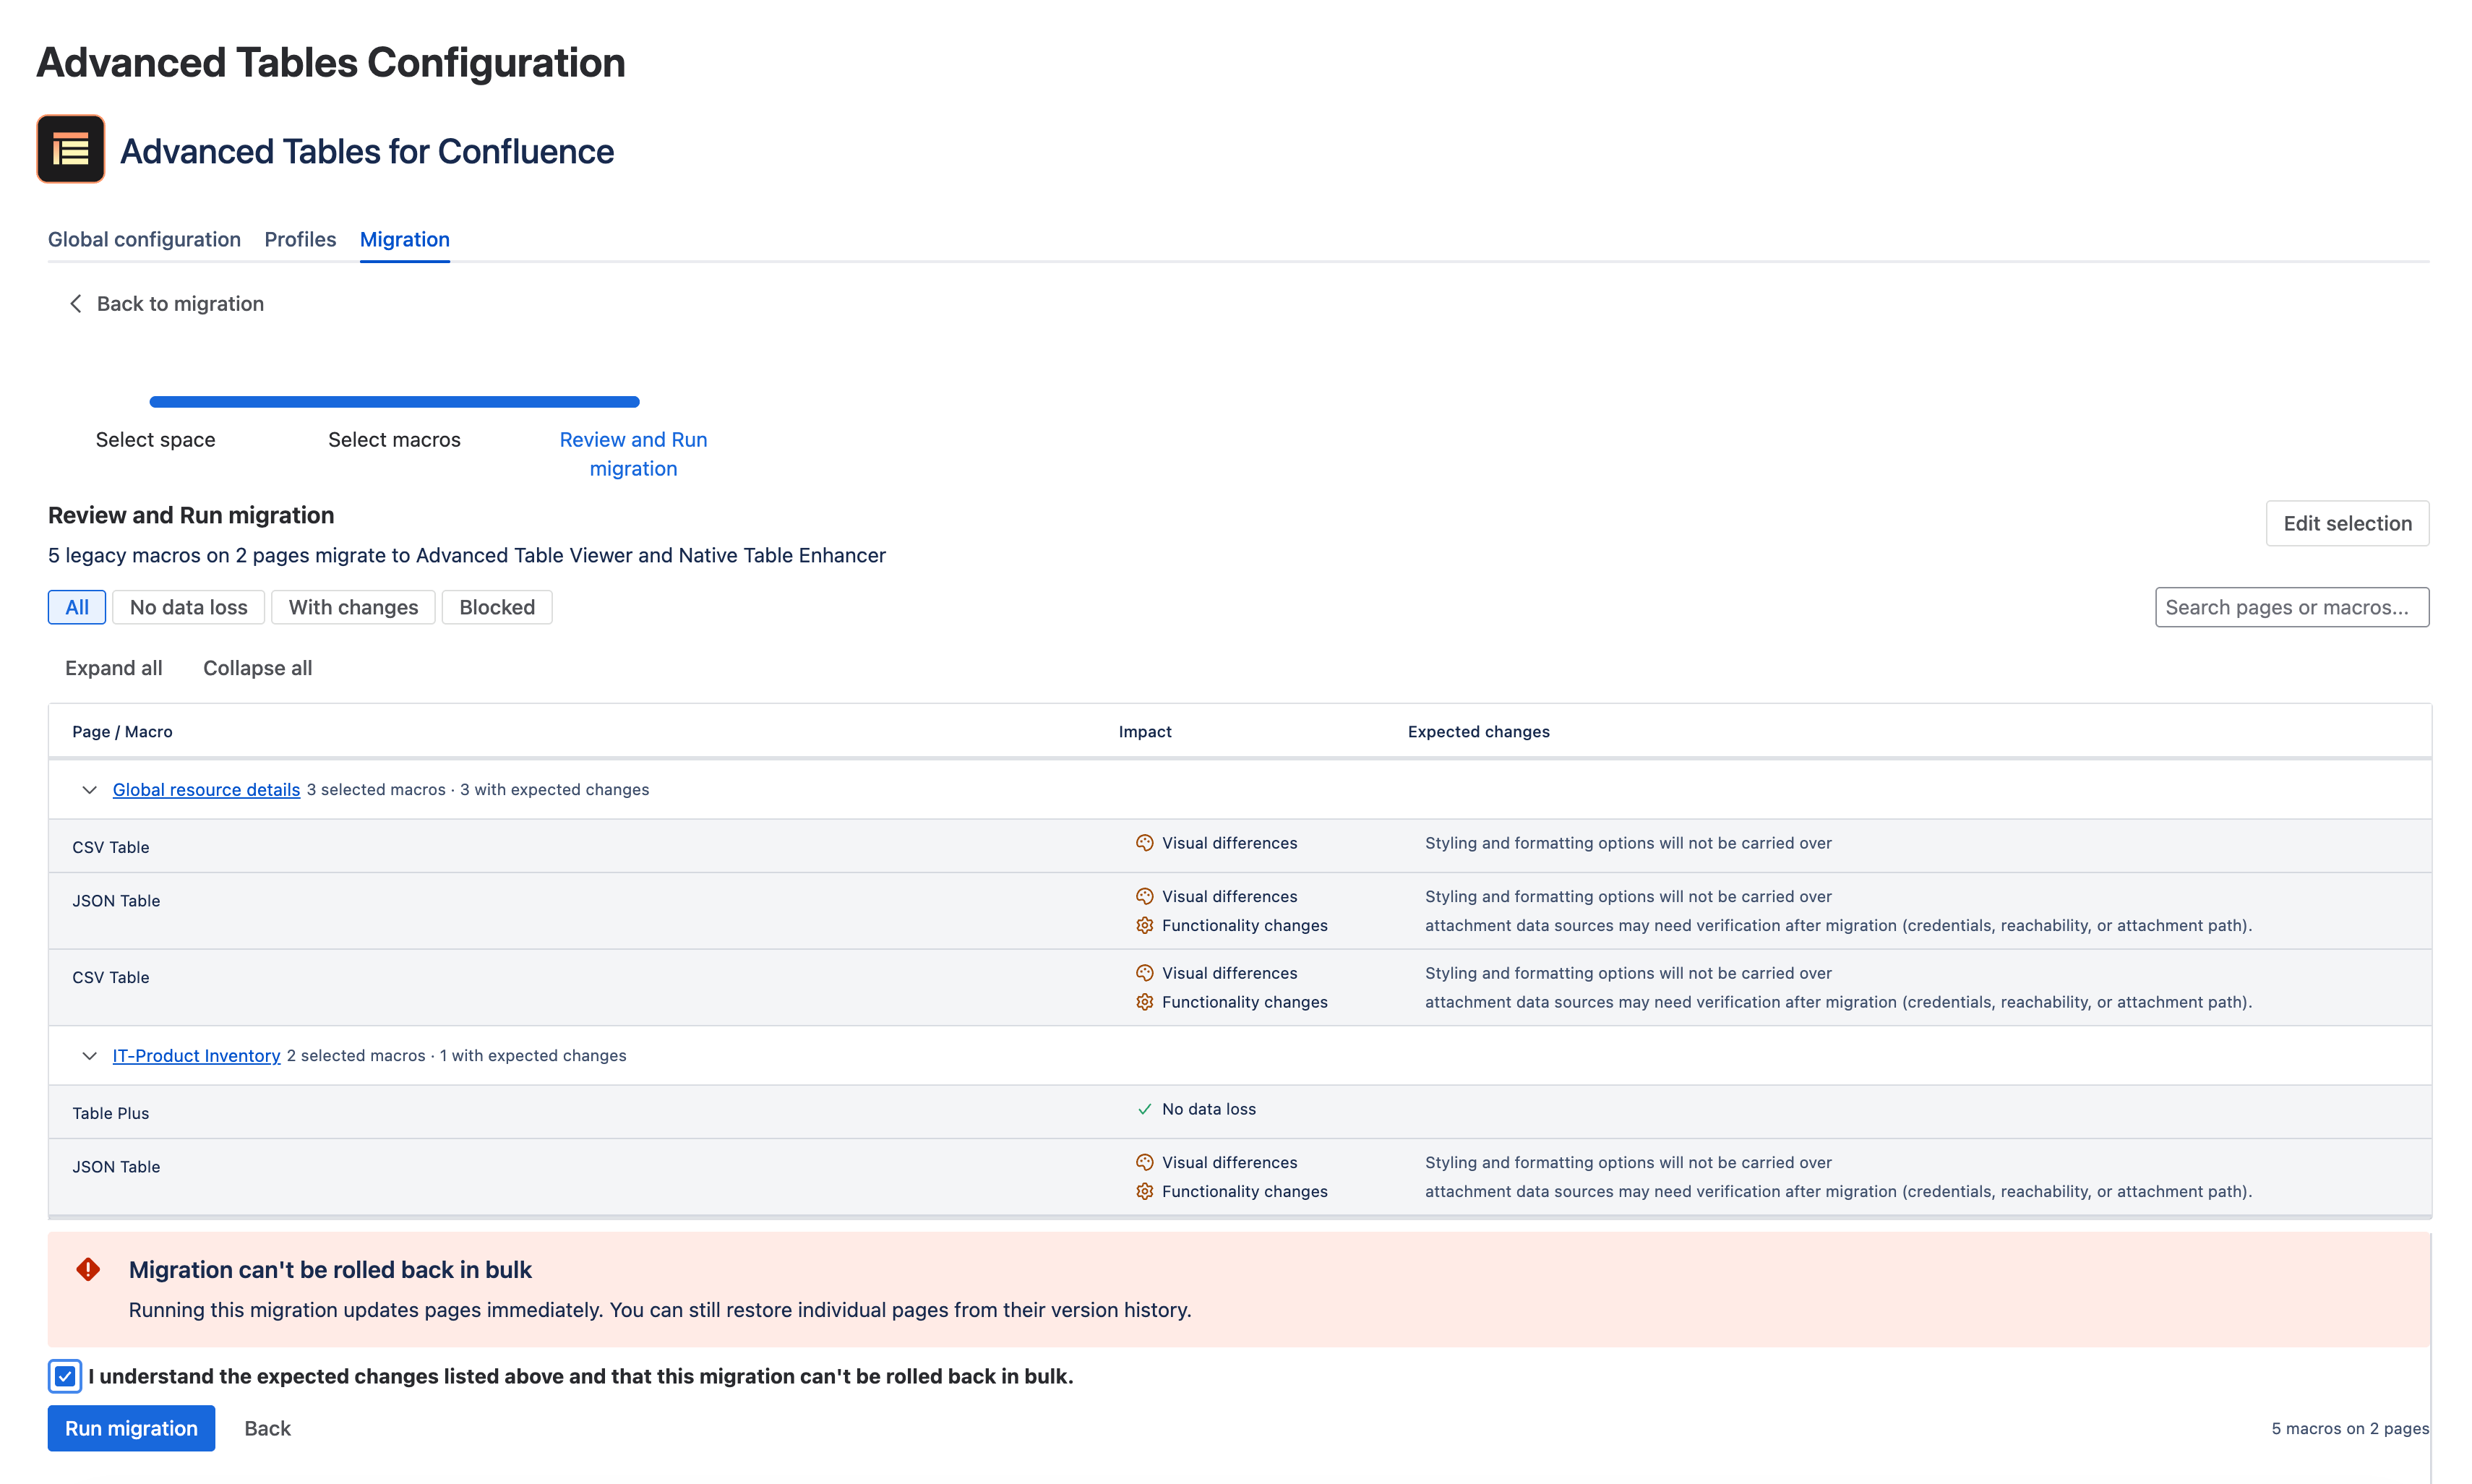 Advanced Tables Configuration
Advanced Tables for Confluence
Global configuration Profiles Migration
Back to migration
Select space Select macros Review and Run
migration
Review and Run migration
Edit selection
5 legacy macros on 2 pages migrate to Advanced Table Viewer and Native Table Enhancer
All No data loss With changes Blocked Search pages or macros...
Expand all Collapse all
Page / Macro Impact Expected changes
Global resource details 3 selected macros · 3 with expected changes
CSV Table Visual differences Styling and formatting options will not be carried over
JSON Table Visual differences Styling and formatting options will not be carried over
Functionality changes attachment data sources may need verification after migration (credentials, reachability, or attachment path).
CSV Table Visual differences Styling and formatting options will not be carried over
Functionality changes attachment data sources may need verification after migration (credentials, reachability, or attachment path).
IT-Product Inventory 2 selected macros · 1 with expected changes
Table Plus No data loss
JSON Table Visual differences Styling and formatting options will not be carried over
Functionality changes attachment data sources may need verification after migration (credentials, reachability, or attachment path).
Migration can't be rolled back in bulk
Running this migration updates pages immediately. You can still restore individual pages from their version history.
I understand the expected changes listed above and that this migration can't be rolled back in bulk.
Run migration Back 5 macros on 2 pages